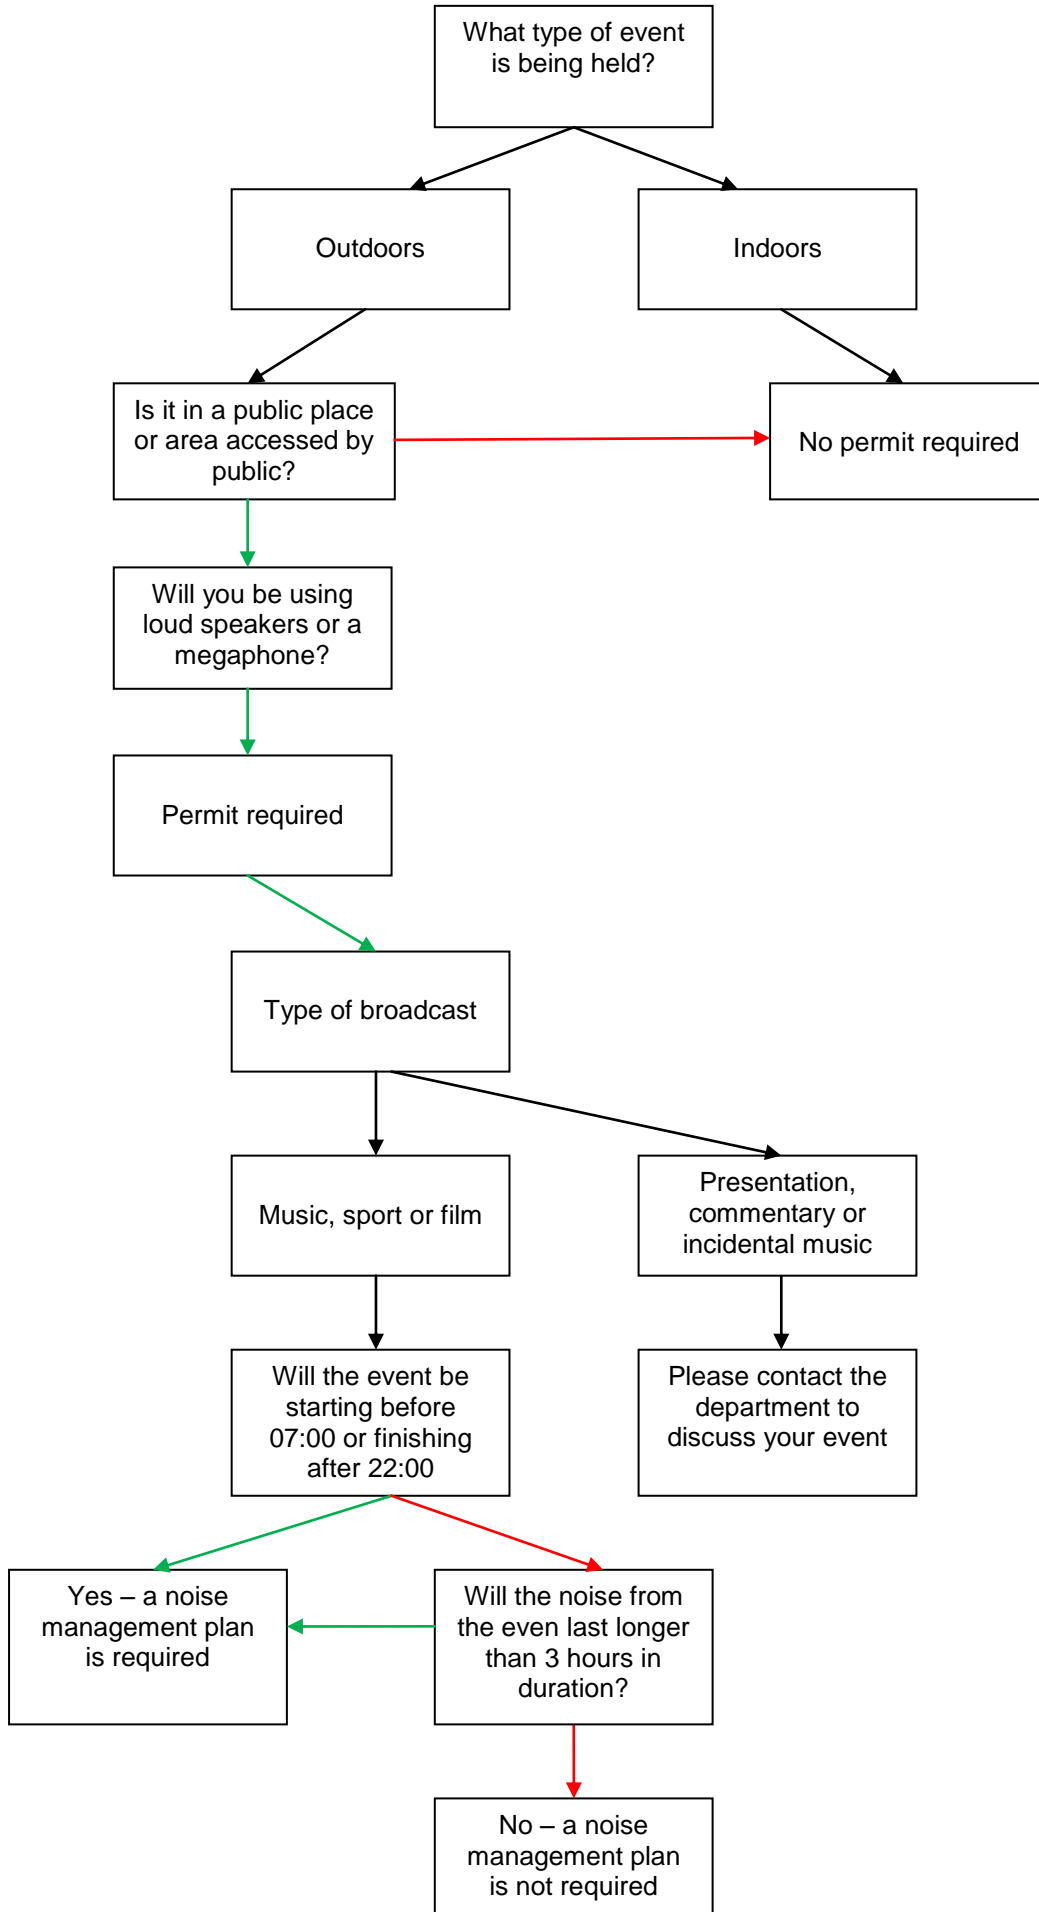 What type of event
is being held?
Outdoors
Indoors
Is it in a public place
or area accessed by
public?
No permit required
Will you be using
loud speakers or a
megaphone?
Permit required
Type of broadcast
Music, sport or film
Presentation,
commentary or
incidental music
Will the event be
starting before
07:00 or finishing
after 22:00
Please contact the
department to
discuss your event
Yes – a noise
management plan
is required
Will the noise from
the even last longer
than 3 hours in
duration?
No – a noise
management plan
is not required